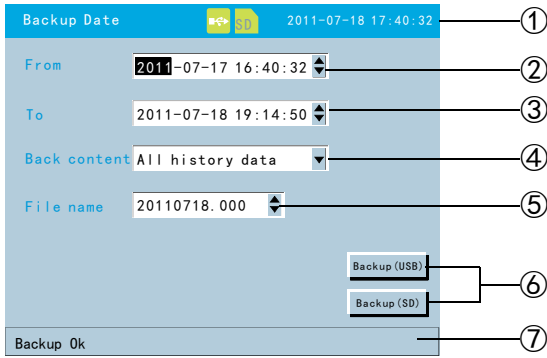 Backup Date SD 2011-07-18 17:40:32 ①
From 2011-07-17 16:40:32 ②
To 2011-07-18 19:14:50 ③
Back content All history data ④
File name 20110718.000 ⑤
Backup(USB)
⑥
Backup(SD)
Backup Ok ⑦